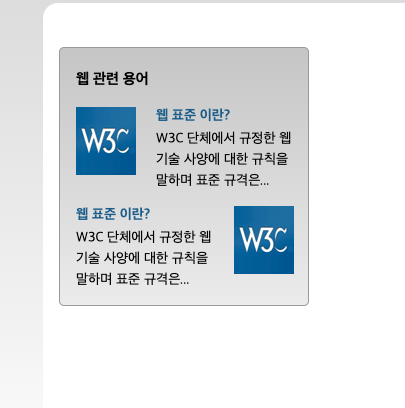 웹 관련 용어
W3C
웹 표준 이란?
W3C 단체에서 규정한 웹
기술 사양에 대한 규칙을
말하며 표준 규격은...
웹 표준 이란?
W3C 단체에서 규정한 웹
기술 사양에 대한 규칙을
말하며 표준 규격은...
W3C